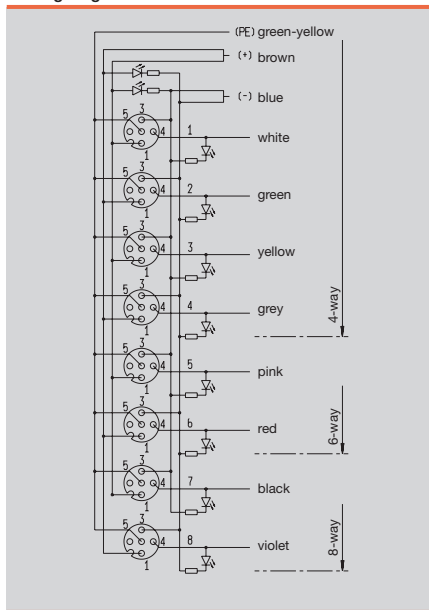 (PE) green-yellow
(+) brown
(-) blue
5 3
4 1 white
1
5 3
4 2 green
1
5 3
4 3 yellow
1
5 3
4 4 grey
1
4-way
5 3
4 5 pink
1
5 3
4 6 red
1
6-way
5 3
4 7 black
1
5 3
4 8 violet
1
8-way